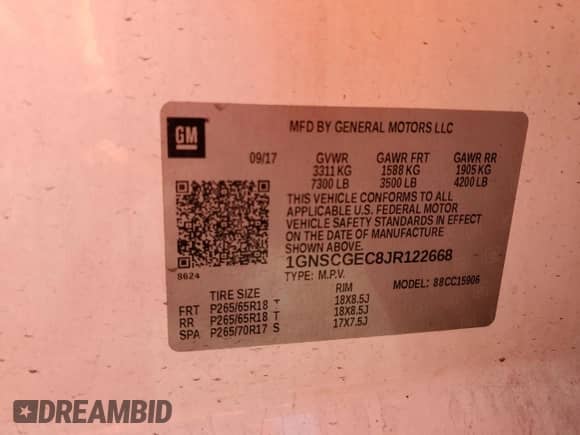 GM
MFD BY GENERAL MOTORS LLC
09/17 GVWR GAWR FRT GAWR RR
3311 KG 1588 KG 1905 KG
7300 LB 3500 LB 4200 LB
THIS VEHICLE CONFORMS TO ALL
APPLICABLE U.S. FEDERAL MOTOR
VEHICLE SAFETY STANDARDS IN EFFECT
ON THE DATE OF MANUFACTURE
SHOWN ABOVE.
8624
1GNSCGEC8JR122668
TYPE: M.P.V. MODEL: 88CC15906
TIRE SIZE RIM
FRT P265/65R18 T 18X8.5J
RR P265/65R18 T 18X8.5J
SPA P265/70R17 S 17X7.5J
DREAMBID